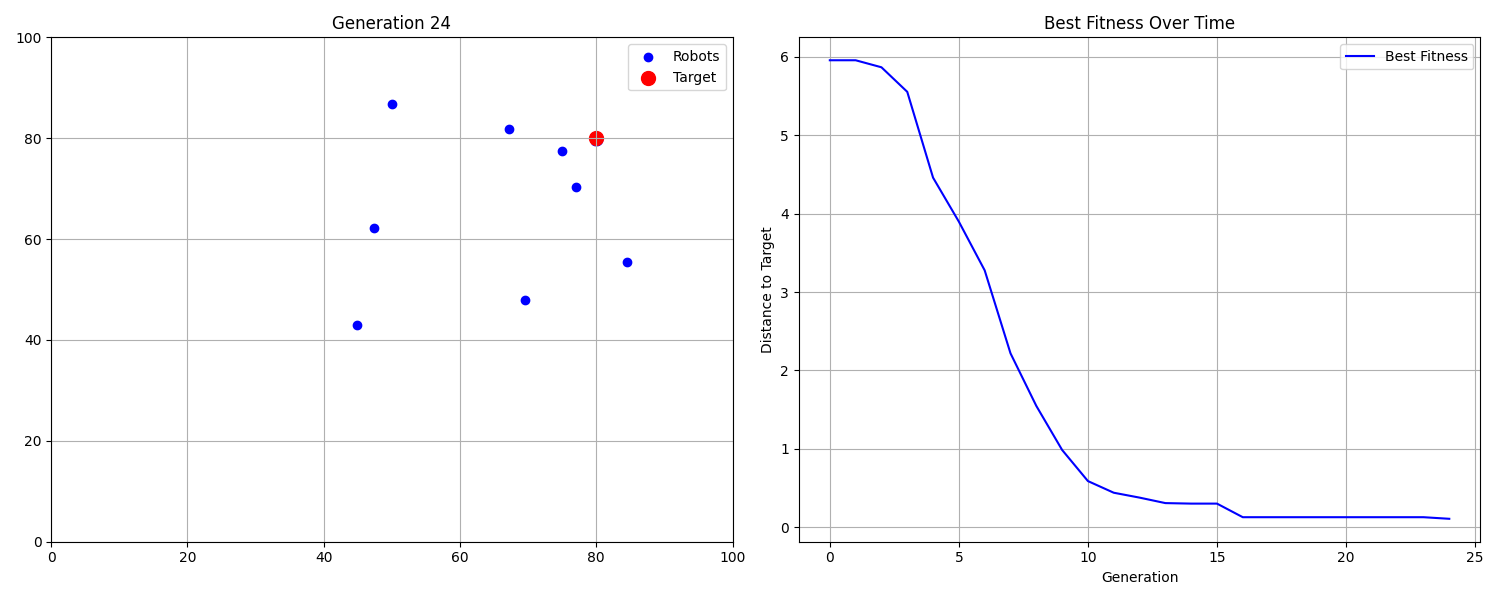 Generation 24
100
80
60
40
20
0
0 20 40 60 80 100
Robots
Target
Best Fitness Over Time
Distance to Target
6
5
4
3
2
1
0
0 5 10 15 20 25
Generation
Best Fitness